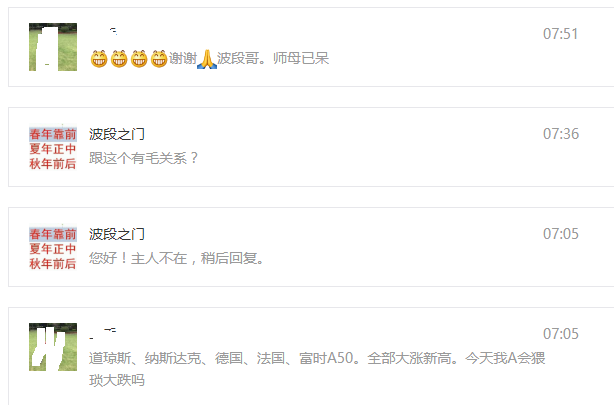 07:51
😁😁😁😁谢谢🙏波段哥。师母已呆
春年靠前
夏年正中
秋年前后
波段之门
07:36
跟这个有毛关系？
春年靠前
夏年正中
秋年前后
波段之门
07:05
您好！主人不在，稍后回复。
07:05
道琼斯、纳斯达克、德国、法国、富时A50。全部大涨新高。今天我A会猥
琐大跌吗